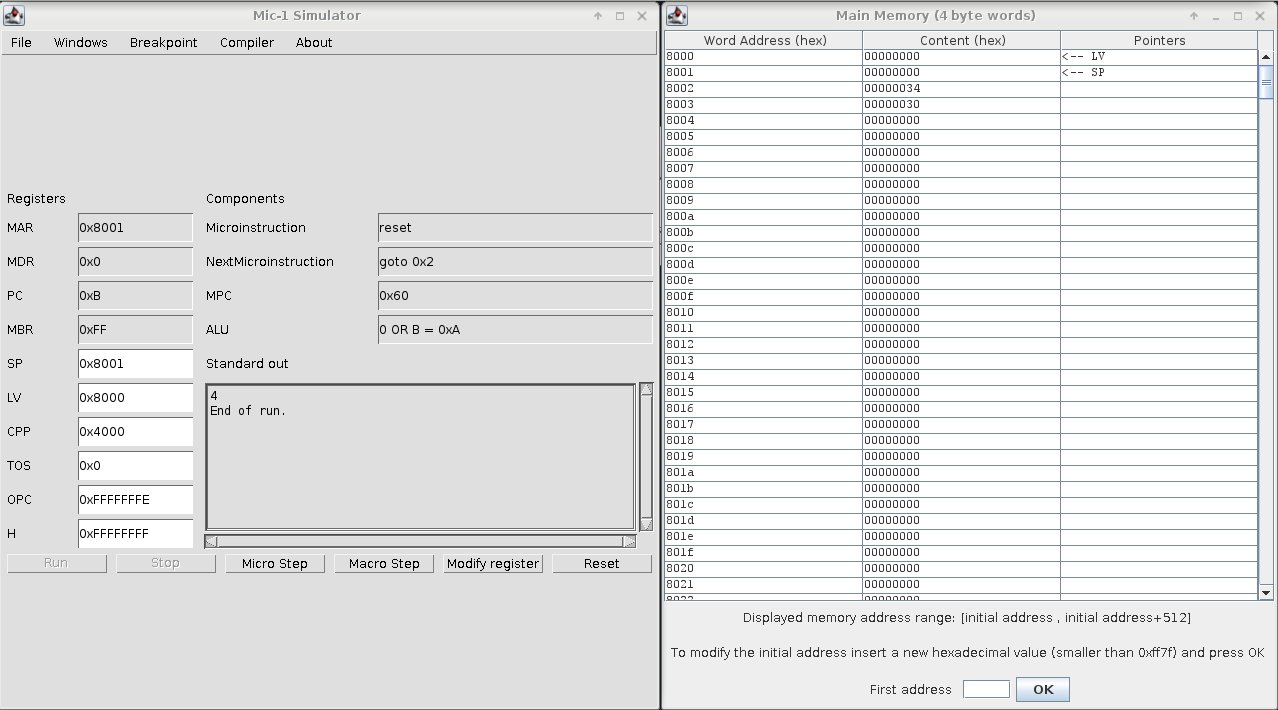 Mic-1 Simulator
File Windows Breakpoint Compiler About
Registers Components
MAR 0x8001 Microinstruction reset
MDR 0x0 NextMicroinstruction goto 0x2
PC 0xB MPC 0x60
MBR 0xFF ALU 0 OR B = 0xA
SP 0x8001 Standard out
LV 0x8000
CPP 0x4000
TOS 0x0
OPC 0xFFFFFFFE
H 0xFFFFFFFF
4
End of run.
Run Stop Micro Step Macro Step Modify register Reset
Main Memory (4 byte words)
Word Address (hex) Content (hex) Pointers
8000 00000000 <-- LV
8001 00000000 <-- SP
8002 00000034
8003 00000030
8004 00000000
8005 00000000
8006 00000000
8007 00000000
8008 00000000
8009 00000000
800a 00000000
800b 00000000
800c 00000000
800d 00000000
800e 00000000
800f 00000000
8010 00000000
8011 00000000
8012 00000000
8013 00000000
8014 00000000
8015 00000000
8016 00000000
8017 00000000
8018 00000000
8019 00000000
801a 00000000
801b 00000000
801c 00000000
801d 00000000
801e 00000000
801f 00000000
8020 00000000
8021 00000000
8022 00000000
Displayed memory address range: [initial address , initial address+512]
To modify the initial address insert a new hexadecimal value (smaller than 0xff7f) and press OK
First address OK